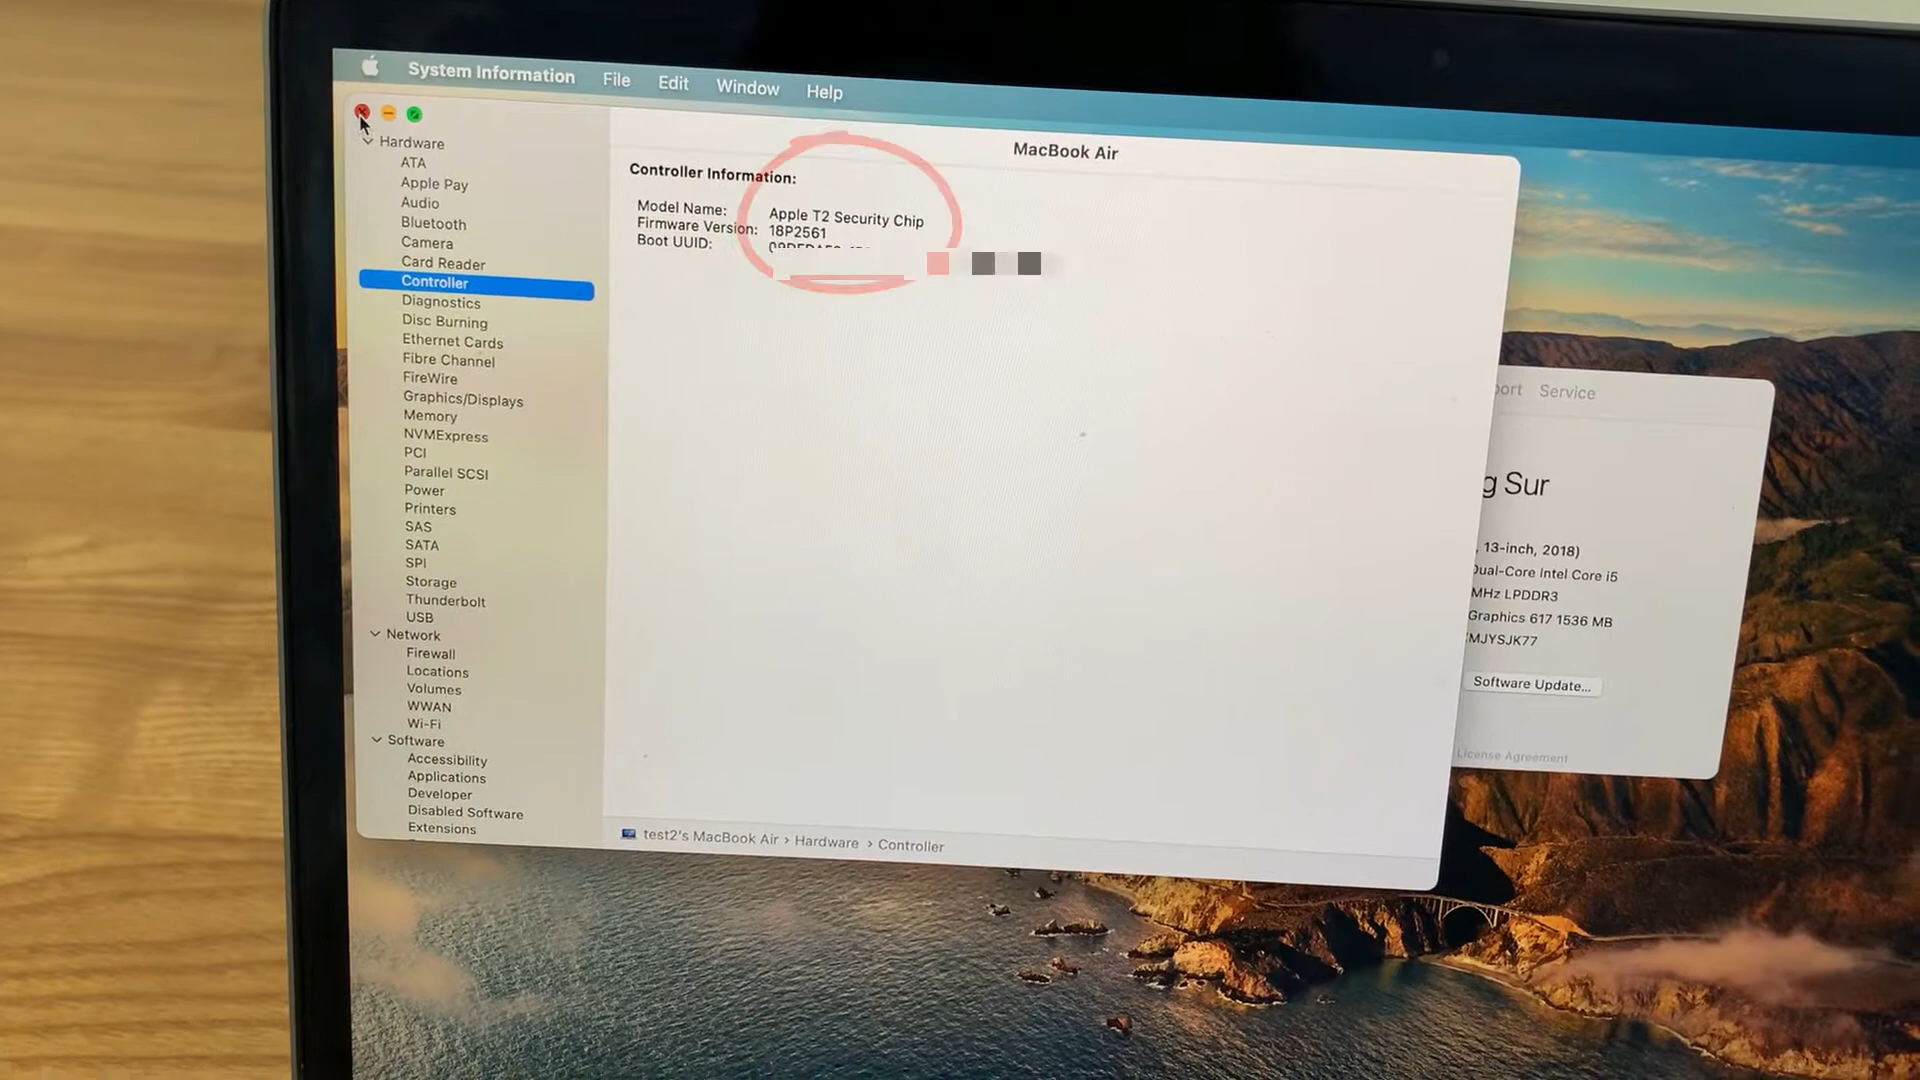 System Information File Edit Window Help
MacBook Air
Hardware
ATA
Apple Pay
Audio
Bluetooth
Camera
Card Reader
Controller
Diagnostics
Disc Burning
Ethernet Cards
Fibre Channel
FireWire
Graphics/Displays
Memory
NVMExpress
PCI
Parallel SCSI
Power
Printers
SAS
SATA
SPI
Storage
Thunderbolt
USB
Network
Firewall
Locations
Volumes
WWAN
Wi-Fi
Software
Accessibility
Applications
Developer
Disabled Software
Extensions
Controller Information:
Model Name: Apple T2 Security Chip
Firmware Version: 18P2561
Boot UUID:
test2's MacBook Air › Hardware › Controller
Service
Sur
13-inch, 2018)
Dual-Core Intel Core i5
MHz LPDDR3
Graphics 617 1536 MB
MJYSJK77
Software Update...
License Agreement